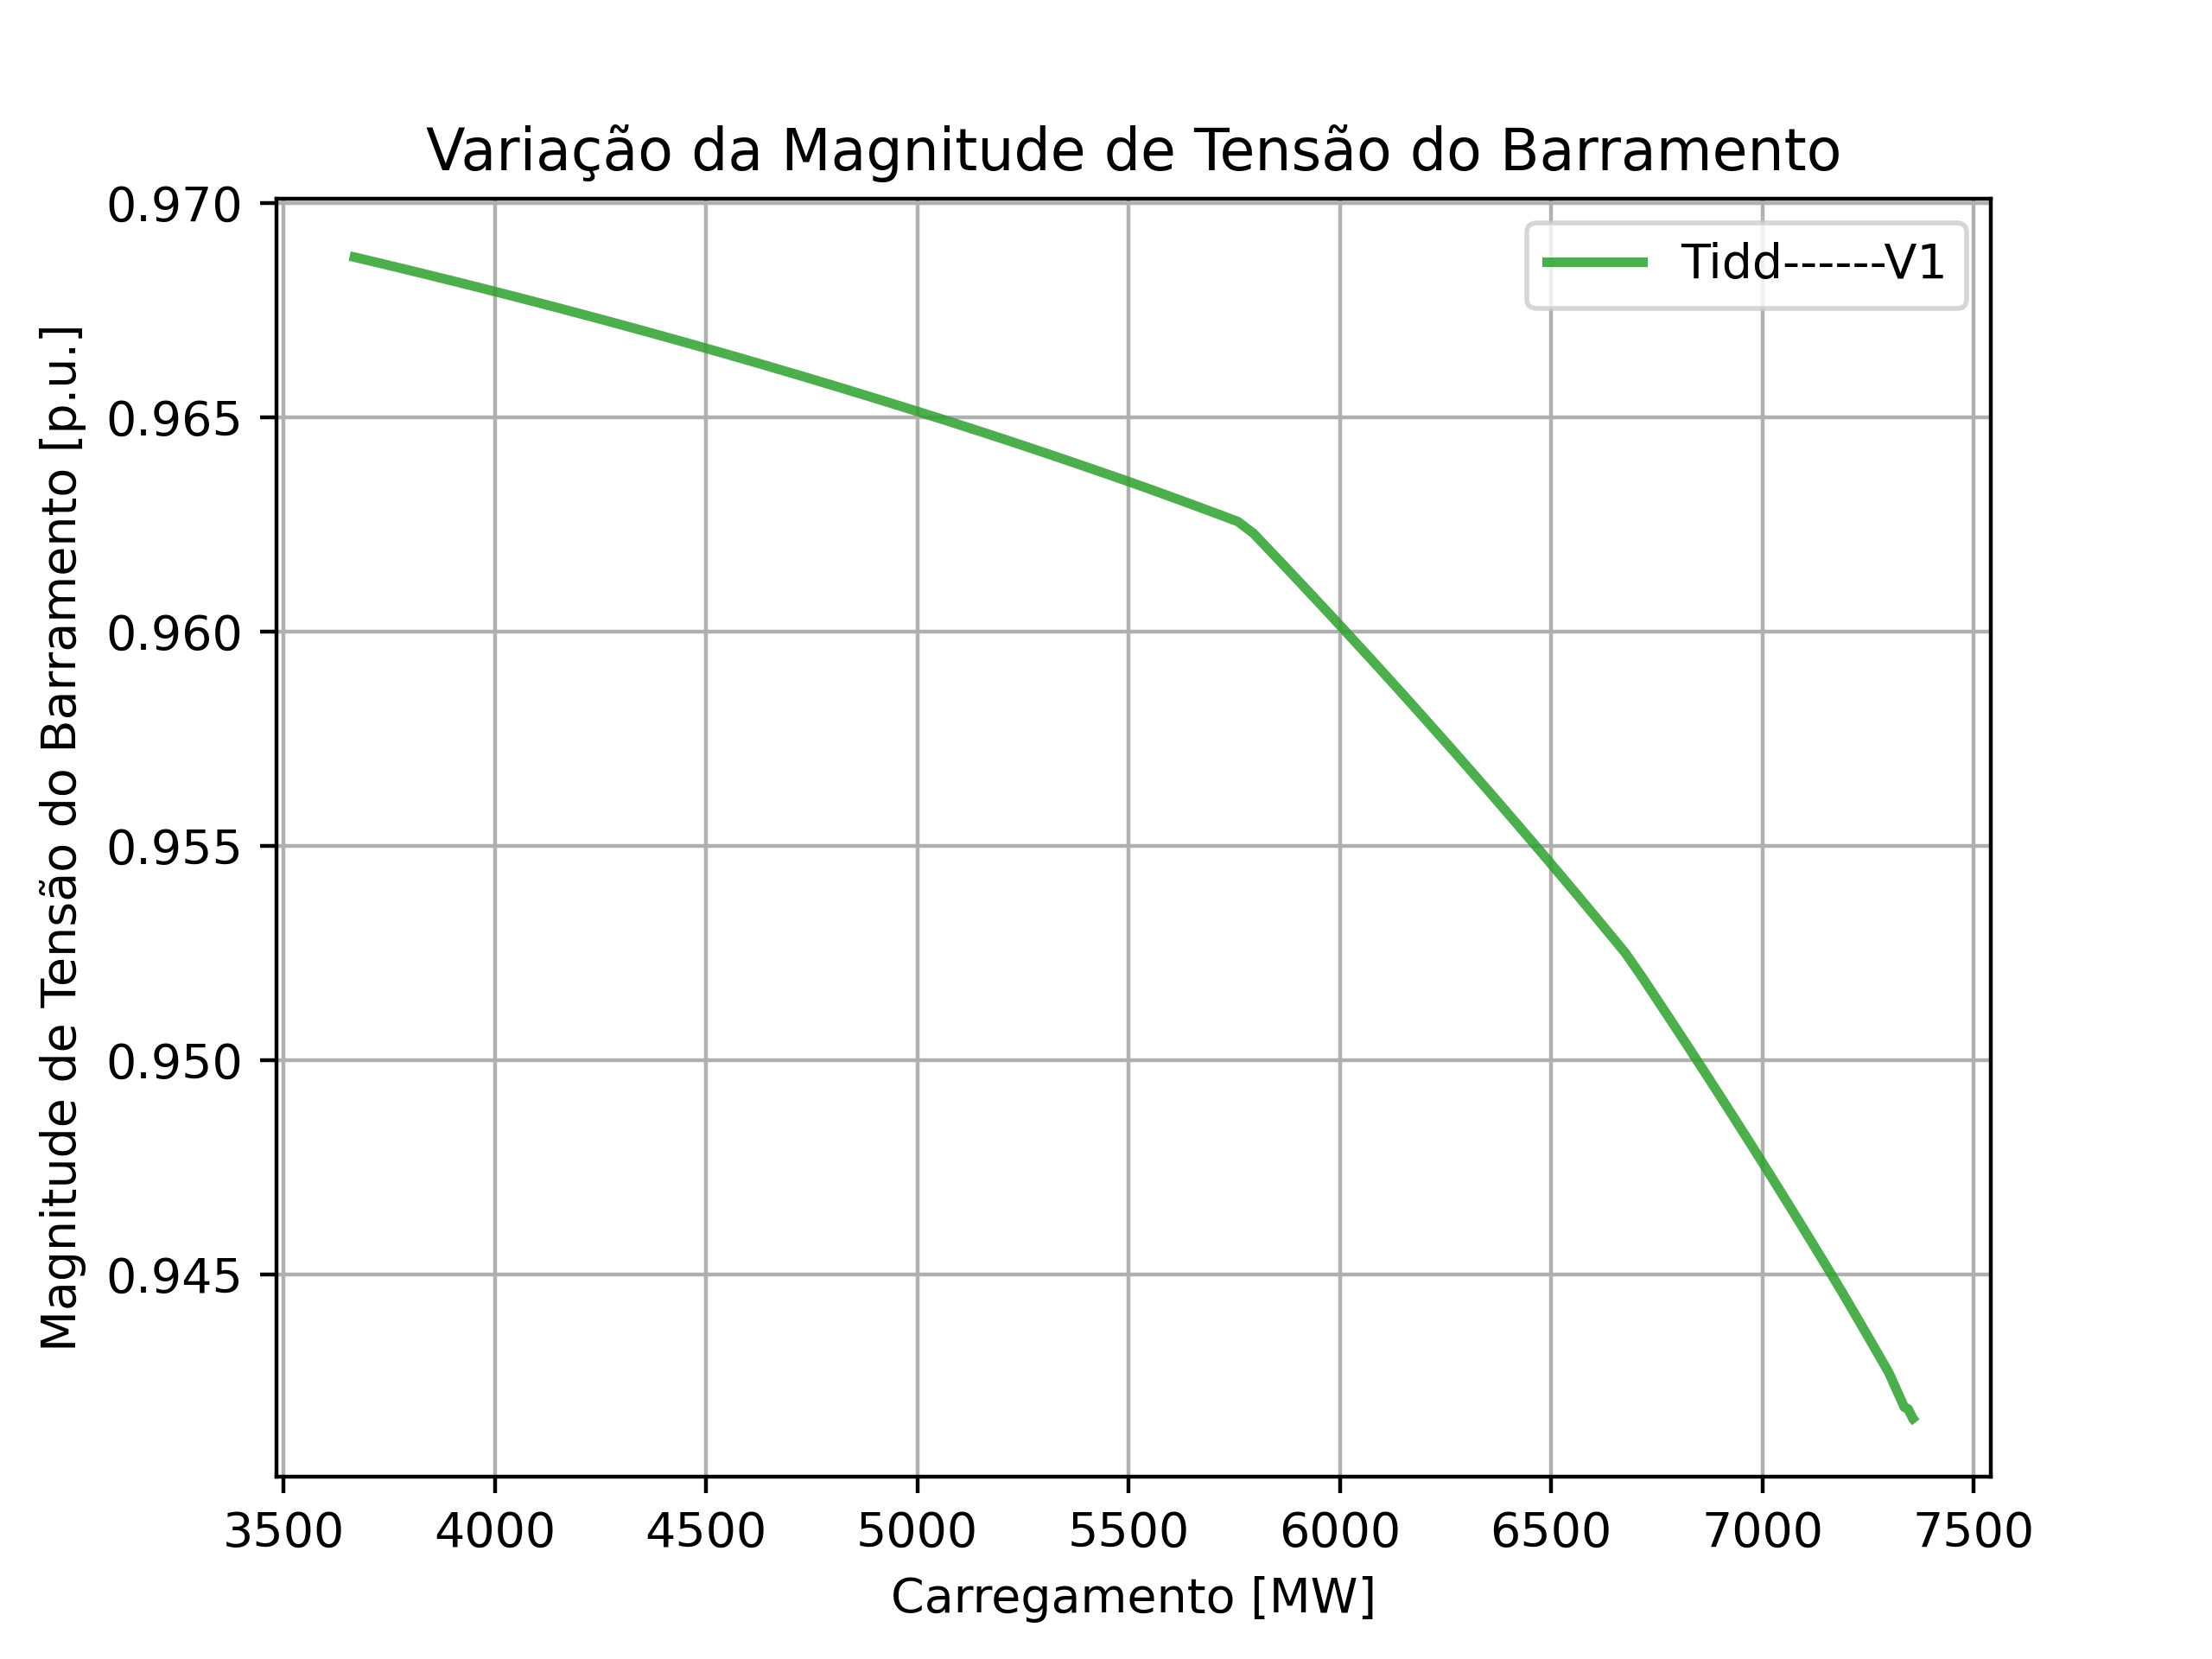 Variação da Magnitude de Tensão do Barramento
Tidd------V1
Magnitude de Tensão do Barramento [p.u.]
0.970
0.965
0.960
0.955
0.950
0.945
3500 4000 4500 5000 5500 6000 6500 7000 7500
Carregamento [MW]